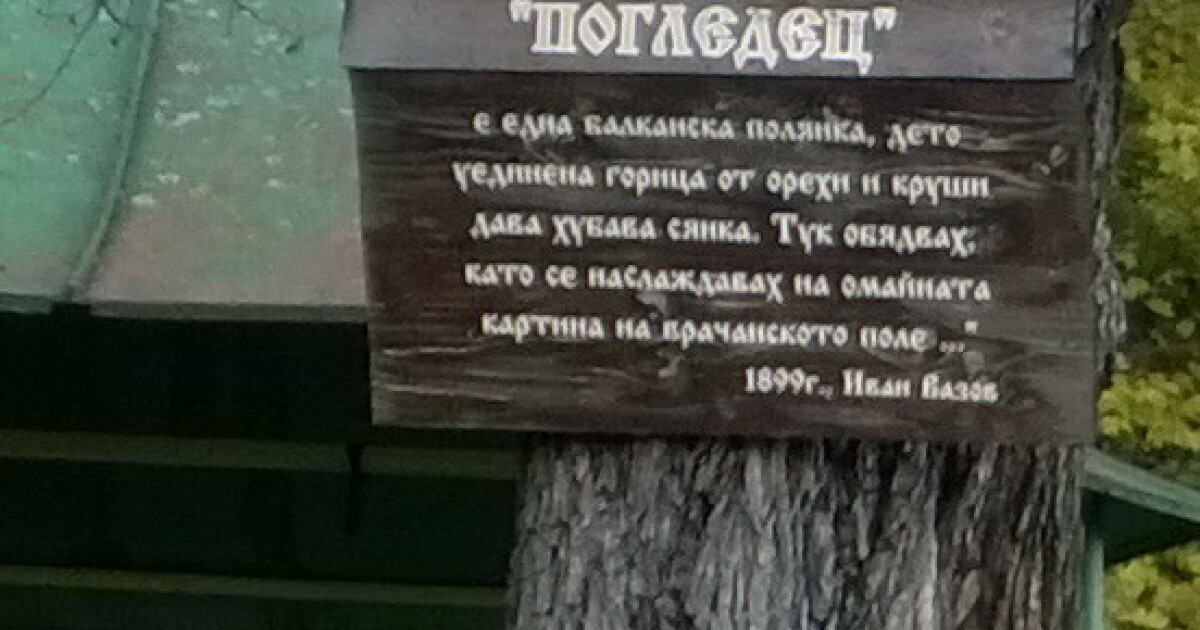 "ПОГЛЕДЕЦ"
е една балканска полянка, дето
уединена горица от орехи и круши
дава хубава сянка. Тук обядвах,
като се наслаждавах на омайната
картина на врачанското поле ..."
1899г., Иван Вазов